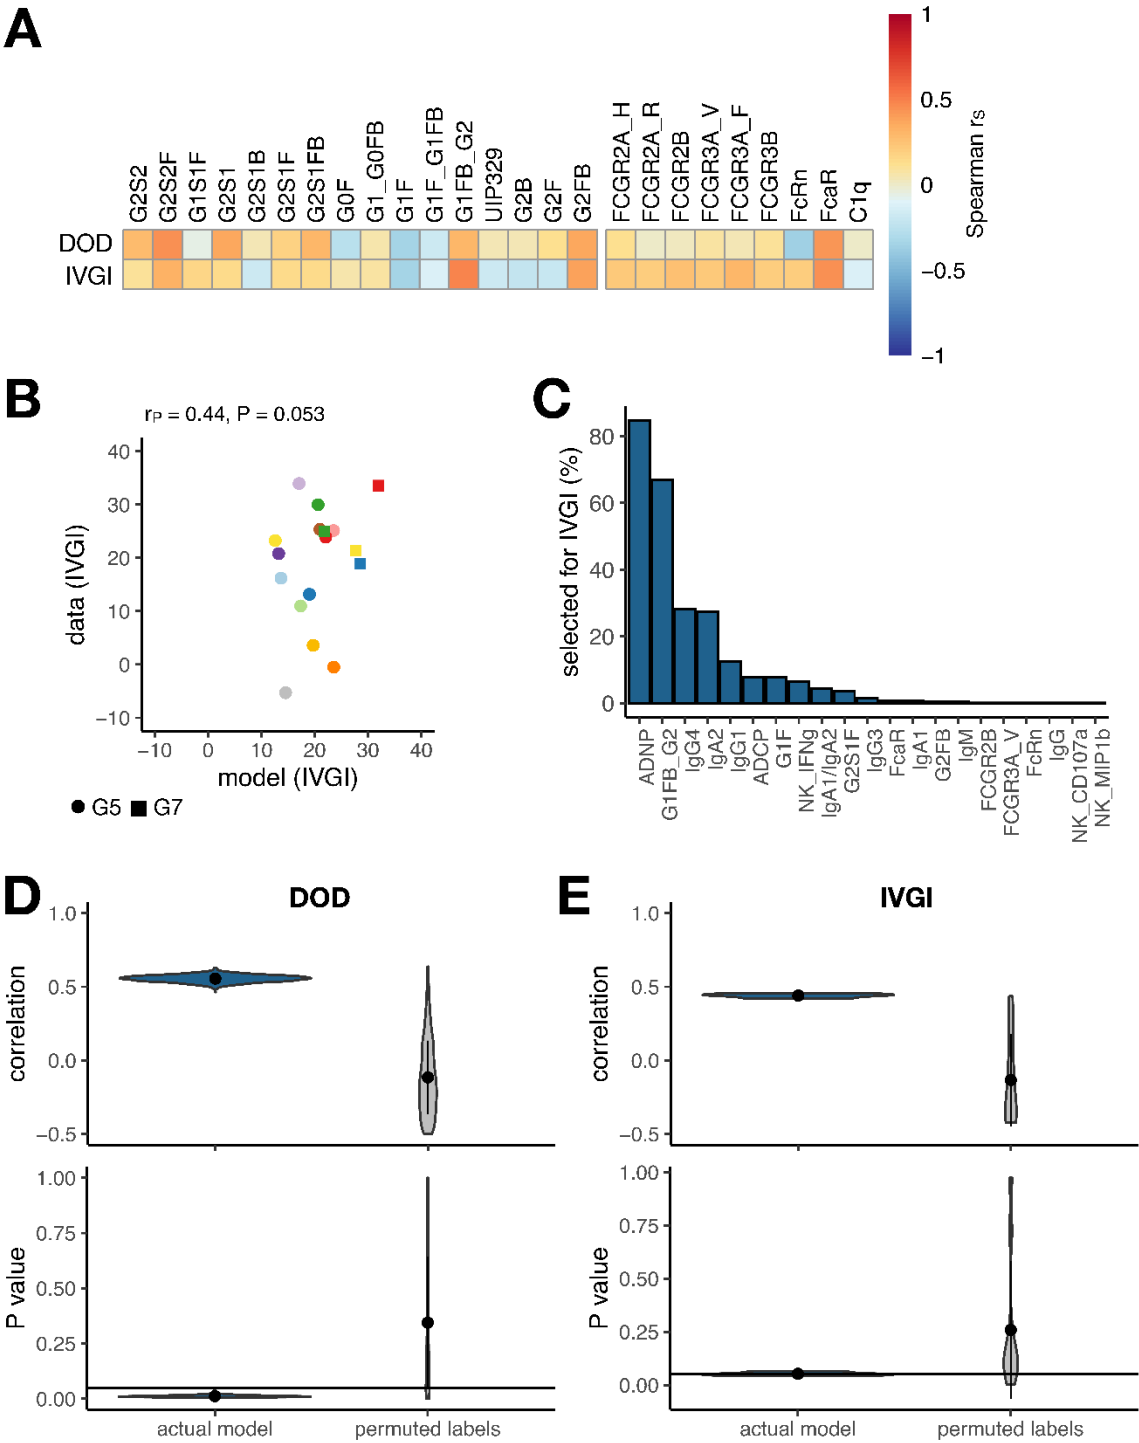 A
G2S2
G2S2F
G1S1F
G2S1
G2S1B
G2S1F
G2S1FB
G0F
G1_G0FB
G1F
G1F_G1FB
G1FB_G2
UIP329
G2B
G2F
G2FB
FCGR2A_H
FCGR2A_R
FCGR2B
FCGR3A_V
FCGR3A_F
FCGR3B
FcRn
FcaR
C1q
DOD
IVGI
1
0.5
0
−0.5
−1
Spearman rS
B
rP = 0.44, P = 0.053
40
30
20
10
0
−10
data (IVGI)
−10 0 10 20 30 40
model (IVGI)
G5 G7
C
selected for IVGI (%)
80
60
40
20
0
ADNP
G1FB_G2
IgG4
IgA2
IgG1
ADCP
G1F
NK_IFNg
IgA1/IgA2
G2S1F
IgG3
FcaR
IgA1
G2FB
IgM
FCGR2B
FCGR3A_V
FcRn
IgG
NK_CD107a
NK_MIP1b
D
DOD
correlation
1.0
0.5
0.0
−0.5
P value
1.00
0.75
0.50
0.25
0.00
actual model permuted labels
E
IVGI
correlation
1.0
0.5
0.0
−0.5
P value
1.00
0.75
0.50
0.25
0.00
actual model permuted labels